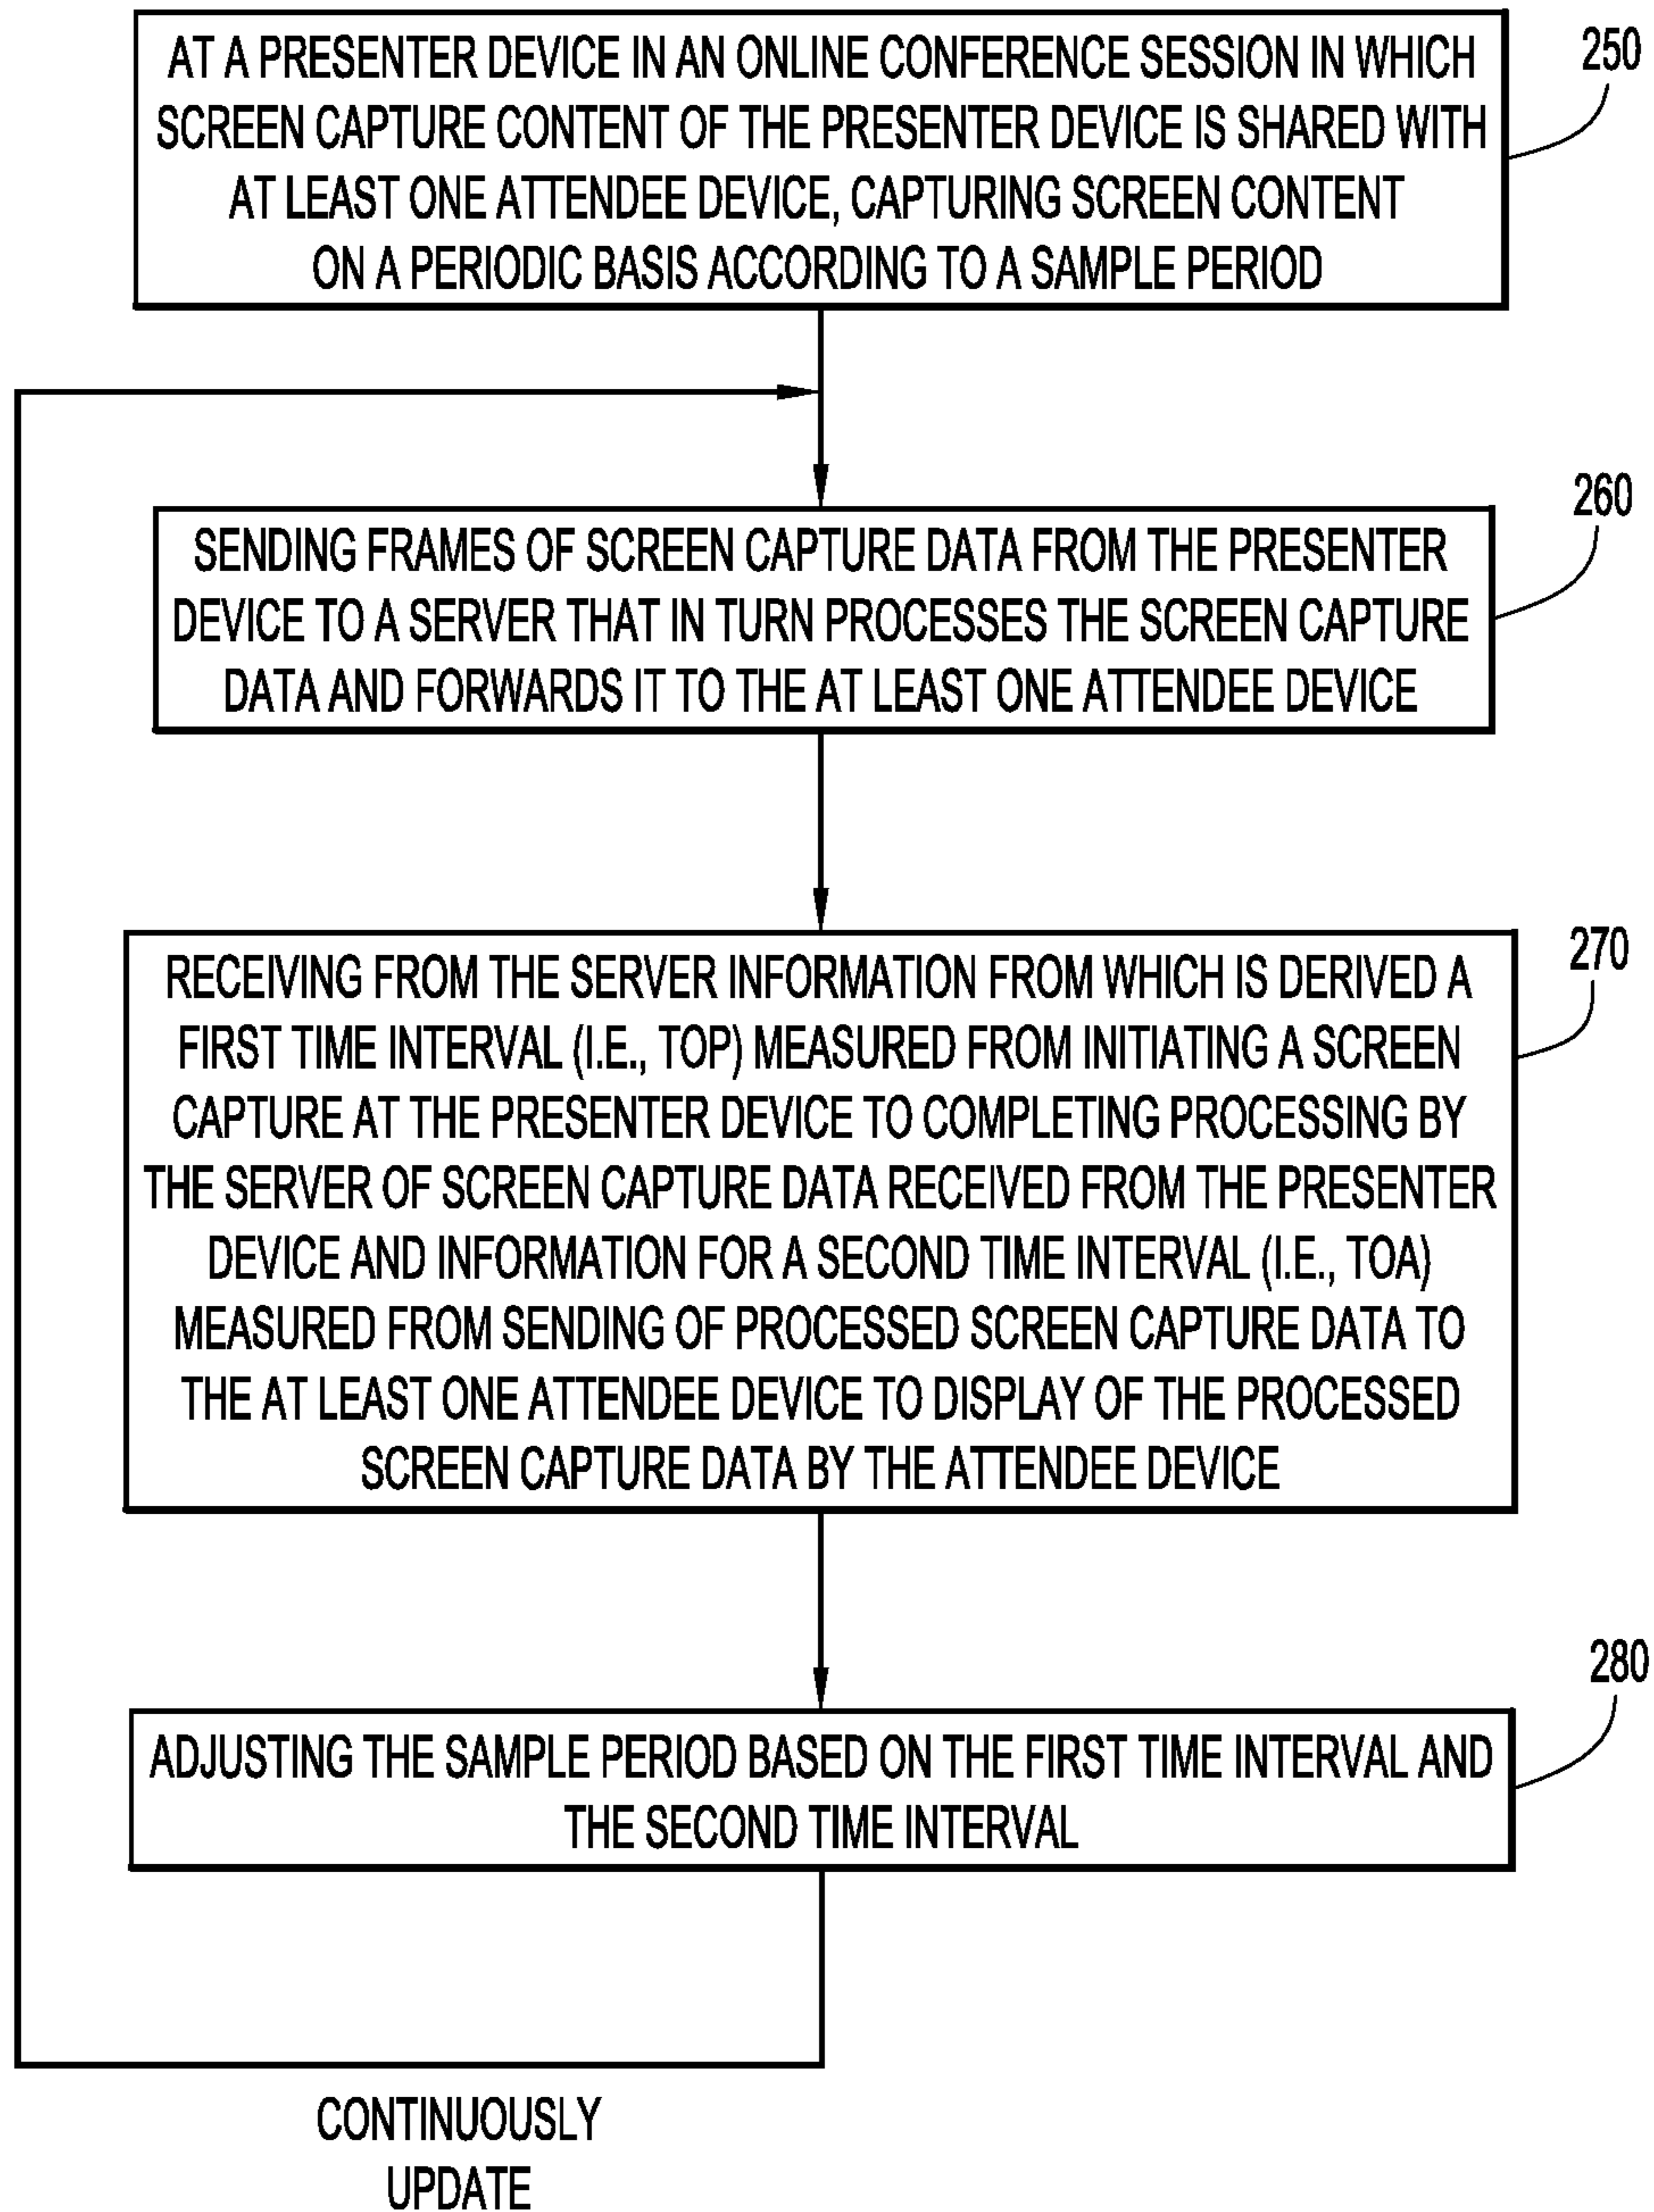 AT A PRESENTER DEVICE IN AN ONLINE CONFERENCE SESSION IN WHICH
SCREEN CAPTURE CONTENT OF THE PRESENTER DEVICE IS SHARED WITH
AT LEAST ONE ATTENDEE DEVICE, CAPTURING SCREEN CONTENT
ON A PERIODIC BASIS ACCORDING TO A SAMPLE PERIOD
250
SENDING FRAMES OF SCREEN CAPTURE DATA FROM THE PRESENTER
DEVICE TO A SERVER THAT IN TURN PROCESSES THE SCREEN CAPTURE
DATA AND FORWARDS IT TO THE AT LEAST ONE ATTENDEE DEVICE
260
RECEIVING FROM THE SERVER INFORMATION FROM WHICH IS DERIVED A
FIRST TIME INTERVAL (I.E., TOP) MEASURED FROM INITIATING A SCREEN
CAPTURE AT THE PRESENTER DEVICE TO COMPLETING PROCESSING BY
THE SERVER OF SCREEN CAPTURE DATA RECEIVED FROM THE PRESENTER
DEVICE AND INFORMATION FOR A SECOND TIME INTERVAL (I.E., TOA)
MEASURED FROM SENDING OF PROCESSED SCREEN CAPTURE DATA TO
THE AT LEAST ONE ATTENDEE DEVICE TO DISPLAY OF THE PROCESSED
SCREEN CAPTURE DATA BY THE ATTENDEE DEVICE
270
ADJUSTING THE SAMPLE PERIOD BASED ON THE FIRST TIME INTERVAL AND
THE SECOND TIME INTERVAL
280
CONTINUOUSLY
UPDATE